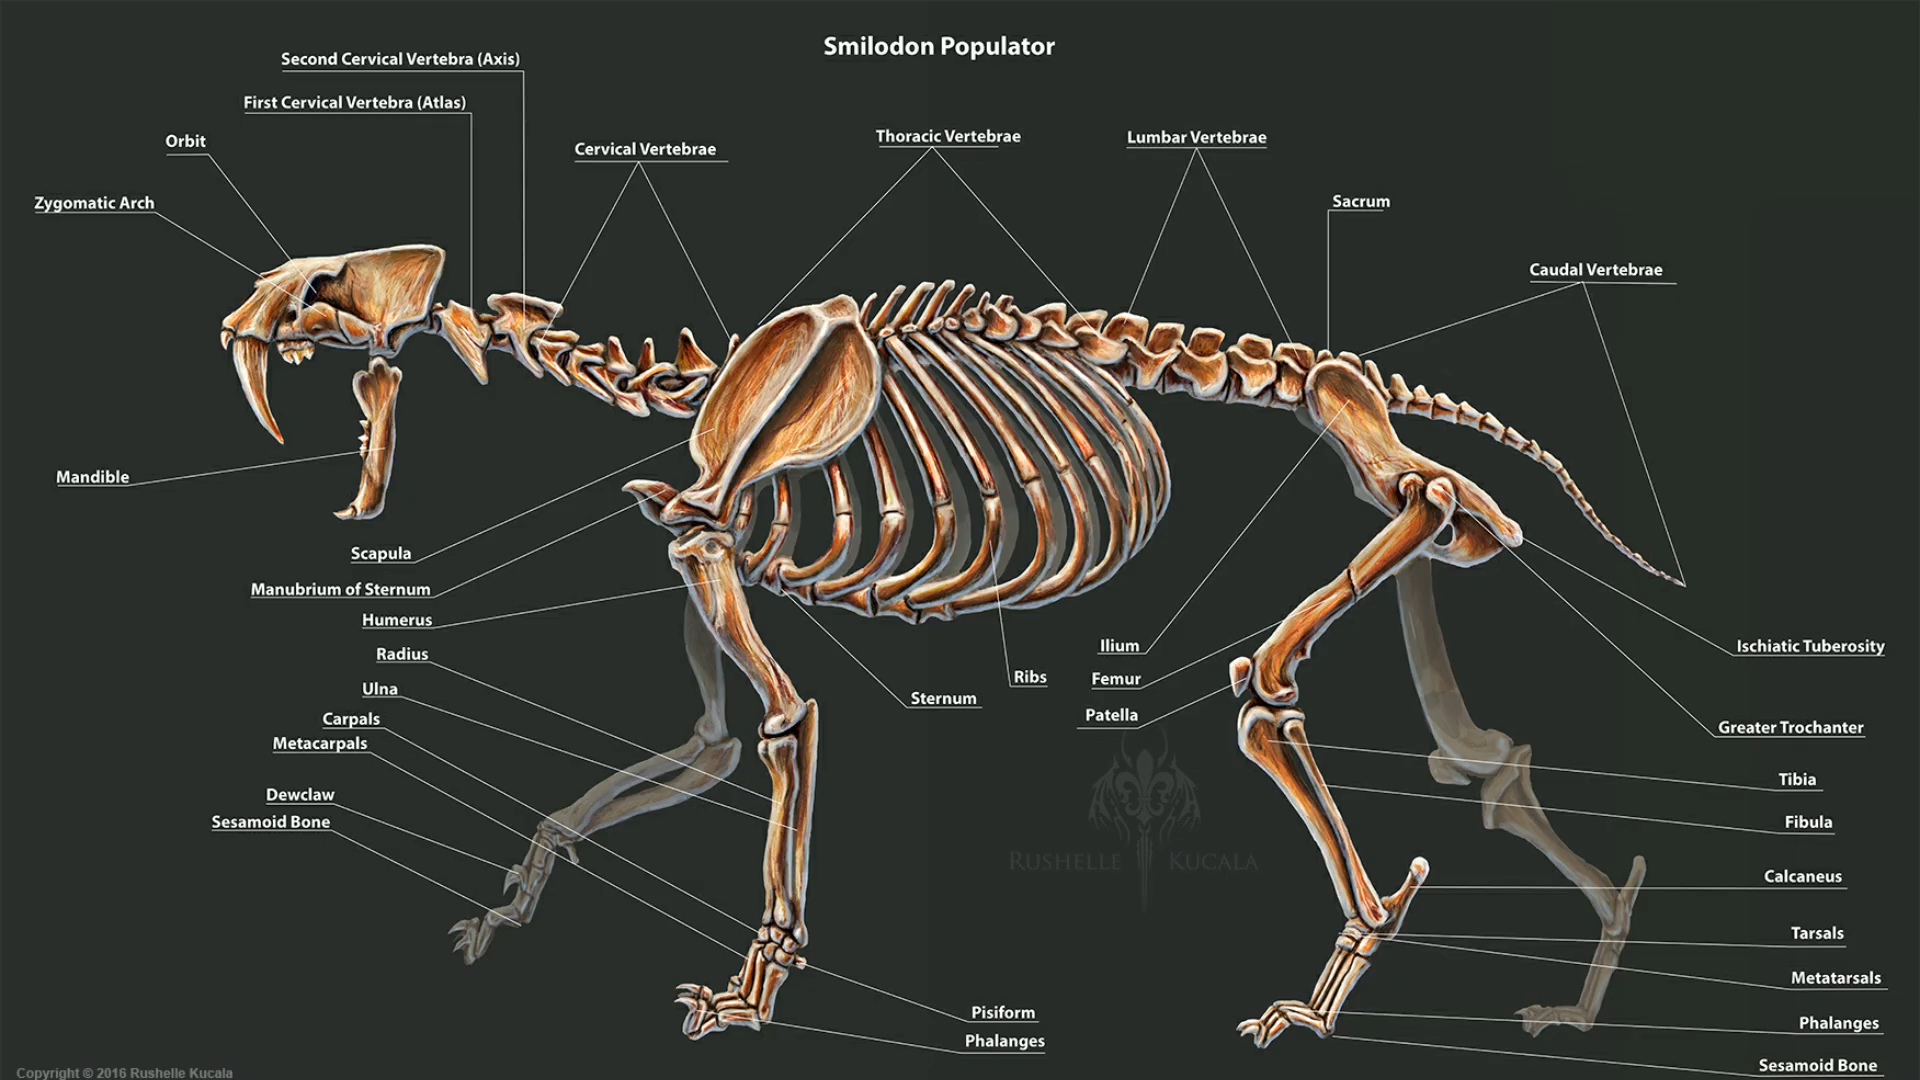 Smilodon Populator
Second Cervical Vertebra (Axis)
First Cervical Vertebra (Atlas)
Orbit
Cervical Vertebrae
Thoracic Vertebrae
Lumbar Vertebrae
Zygomatic Arch
Sacrum
Caudal Vertebrae
Mandible
Scapula
Manubrium of Sternum
Humerus
Radius
Ulna
Carpals
Metacarpals
Dewclaw
Sesamoid Bone
Sternum
Ribs
Ilium
Femur
Patella
Ischiatic Tuberosity
Greater Trochanter
Tibia
Fibula
Calcaneus
Tarsals
Metatarsals
Phalanges
Sesamoid Bone
Pisiform
Phalanges
RUSHELLE KUCALA
Copyright © 2016 Rushelle Kucala